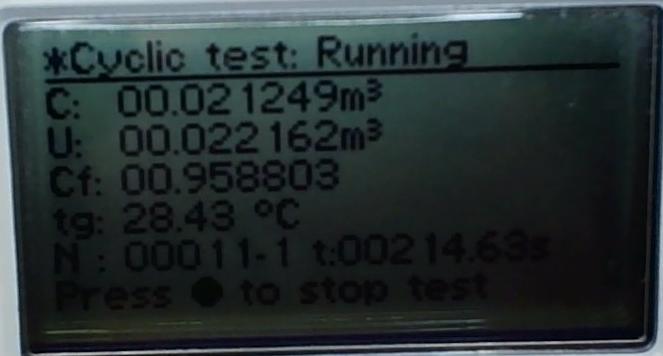 *Cyclic test: Running
C: 00.021249m³
U: 00.022162m³
Cf: 00.958803
tg: 28.43 °C
N : 00011-1 t:00214.63s
Press ● to stop test